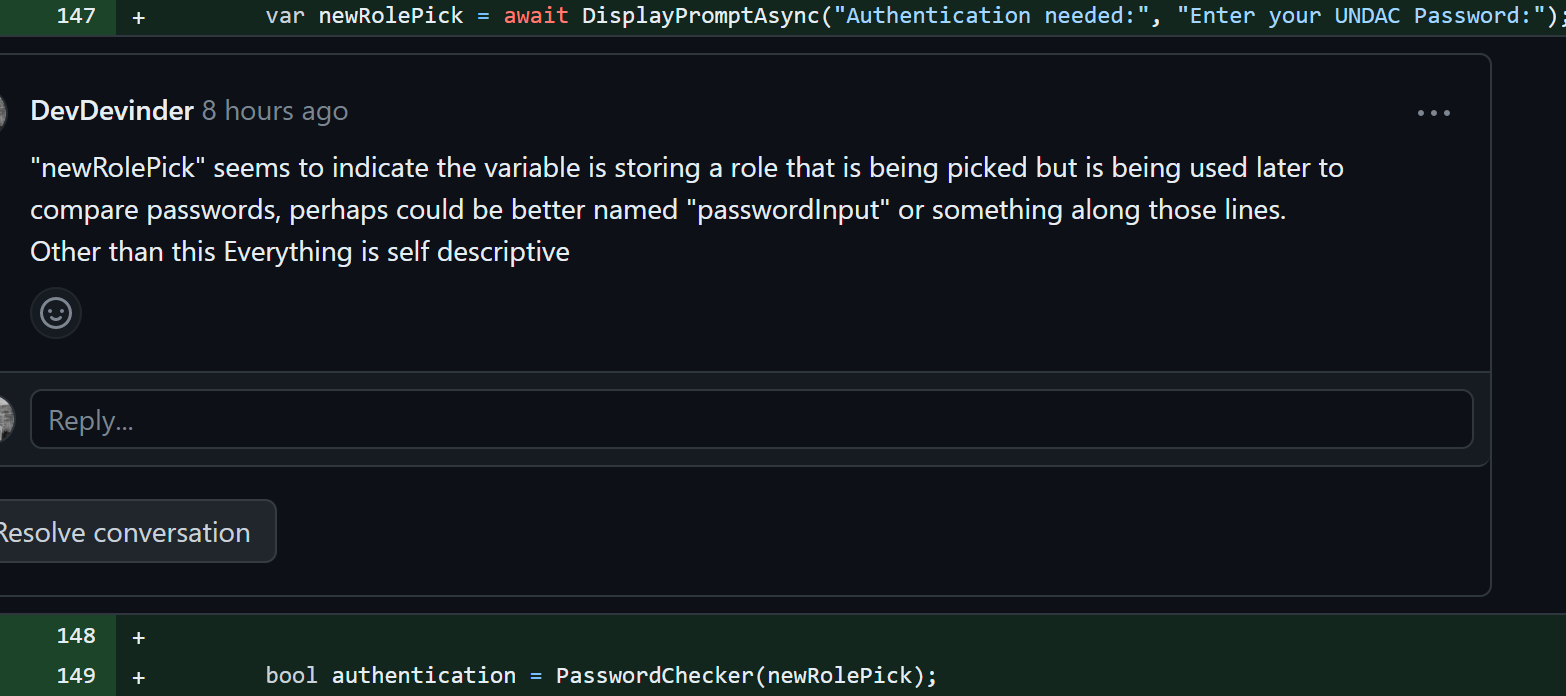 147 + var newRolePick = await DisplayPromptAsync("Authentication needed:", "Enter your UNDAC Password:");
DevDevinder 8 hours ago
"newRolePick" seems to indicate the variable is storing a role that is being picked but is being used later to
compare passwords, perhaps could be better named "passwordInput" or something along those lines.
Other than this Everything is self descriptive
Reply...
Resolve conversation
148 +
149 + bool authentication = PasswordChecker(newRolePick);